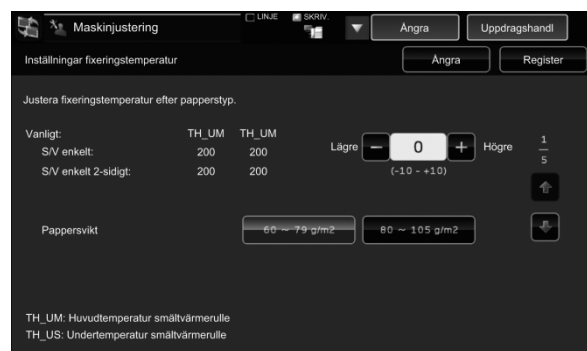 Maskinjustering
LINJE
SKRIV.
Ångra
Uppdragshandl
Inställningar fixeringstemperatur
Ångra
Register
Justera fixeringstemperatur efter papperstyp.
Vanligt: TH_UM TH_UM
S/V enkelt: 200 200
S/V enkelt 2-sidigt: 200 200
Lägre − 0 + Högre
(-10 - +10)
1
5
Pappersvikt
60 ~ 79 g/m2
80 ~ 105 g/m2
TH_UM: Huvudtemperatur smältvärmerulle
TH_US: Undertemperatur smältvärmerulle